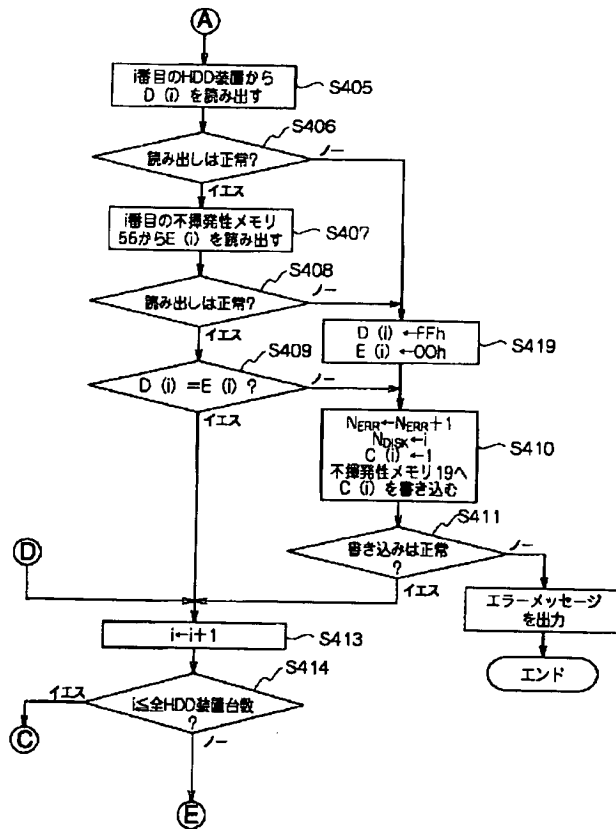 A
i番目のHDD装置から
D (i) を読み出す
S405
S406
読み出しは正常?
ノー
イエス
i番目の不揮発性メモリ
56からE (i) を読み出す
S407
S408
読み出しは正常?
ノー
イエス
D (i) ←FFh
E (i) ←00h
S419
S409
D (i) =E (i) ?
ノー
イエス
NERR←NERR+1
NDISK←i
C (i) ←1
不揮発性メモリ19へ
C (i) を書き込む
S410
S411
書き込みは正常
?
ノー
イエス
D
エラーメッセージ
を出力
エンド
i←i+1
S413
S414
i≦全HDD装置台数
?
イエス
ノー
C
E